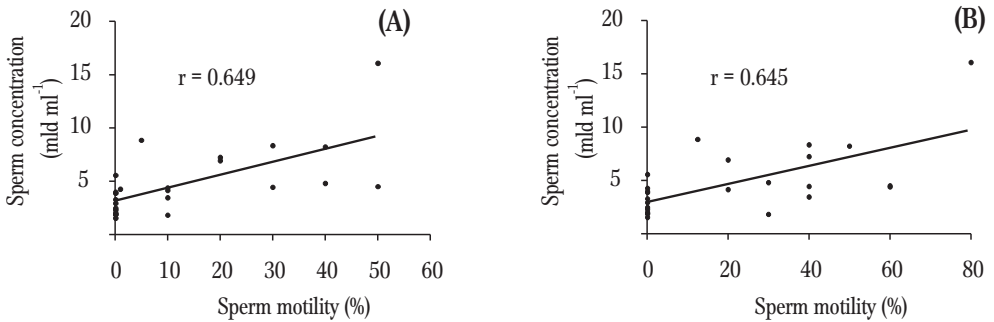 (A)
Sperm concentration
(mld ml-1)
20
15
10
5
r = 0.649
0 10 20 30 40 50 60
Sperm motility (%)
(B)
Sperm concentration
(mld ml-1)
20
15
10
5
r = 0.645
0 20 40 60 80
Sperm motility (%)